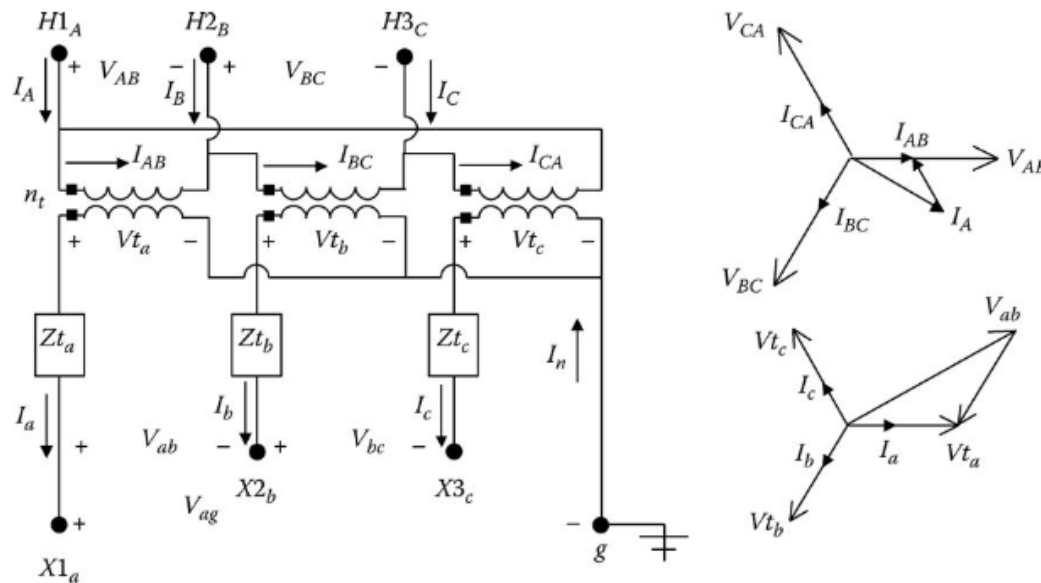 H1A H2B H3C
+ VAB − + VBC −
IA IB IC
IAB IBC ICA
nt
+ Vta − + Vtb − + Vtc −
Zta Ztb Ztc
In
Ia Ib Ic
+ Vab − + Vbc −
X2b X3c
Vag
+ −
X1a g
VCA
ICA IAB
VAB
IBC IA
VBC
Vab
Vtc
Ic
Ib Ia Vta
Vtb